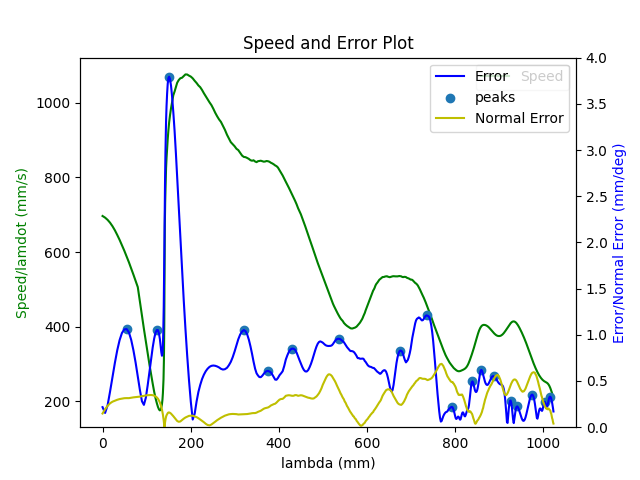 Speed and Error Plot
Speed/lamdot (mm/s)
1000
800
600
400
200
Error
Speed
peaks
Normal Error
4.0
3.5
3.0
2.5
2.0
1.5
1.0
0.5
0.0
Error/Normal Error (mm/deg)
0
200
400
600
800
1000
lambda (mm)